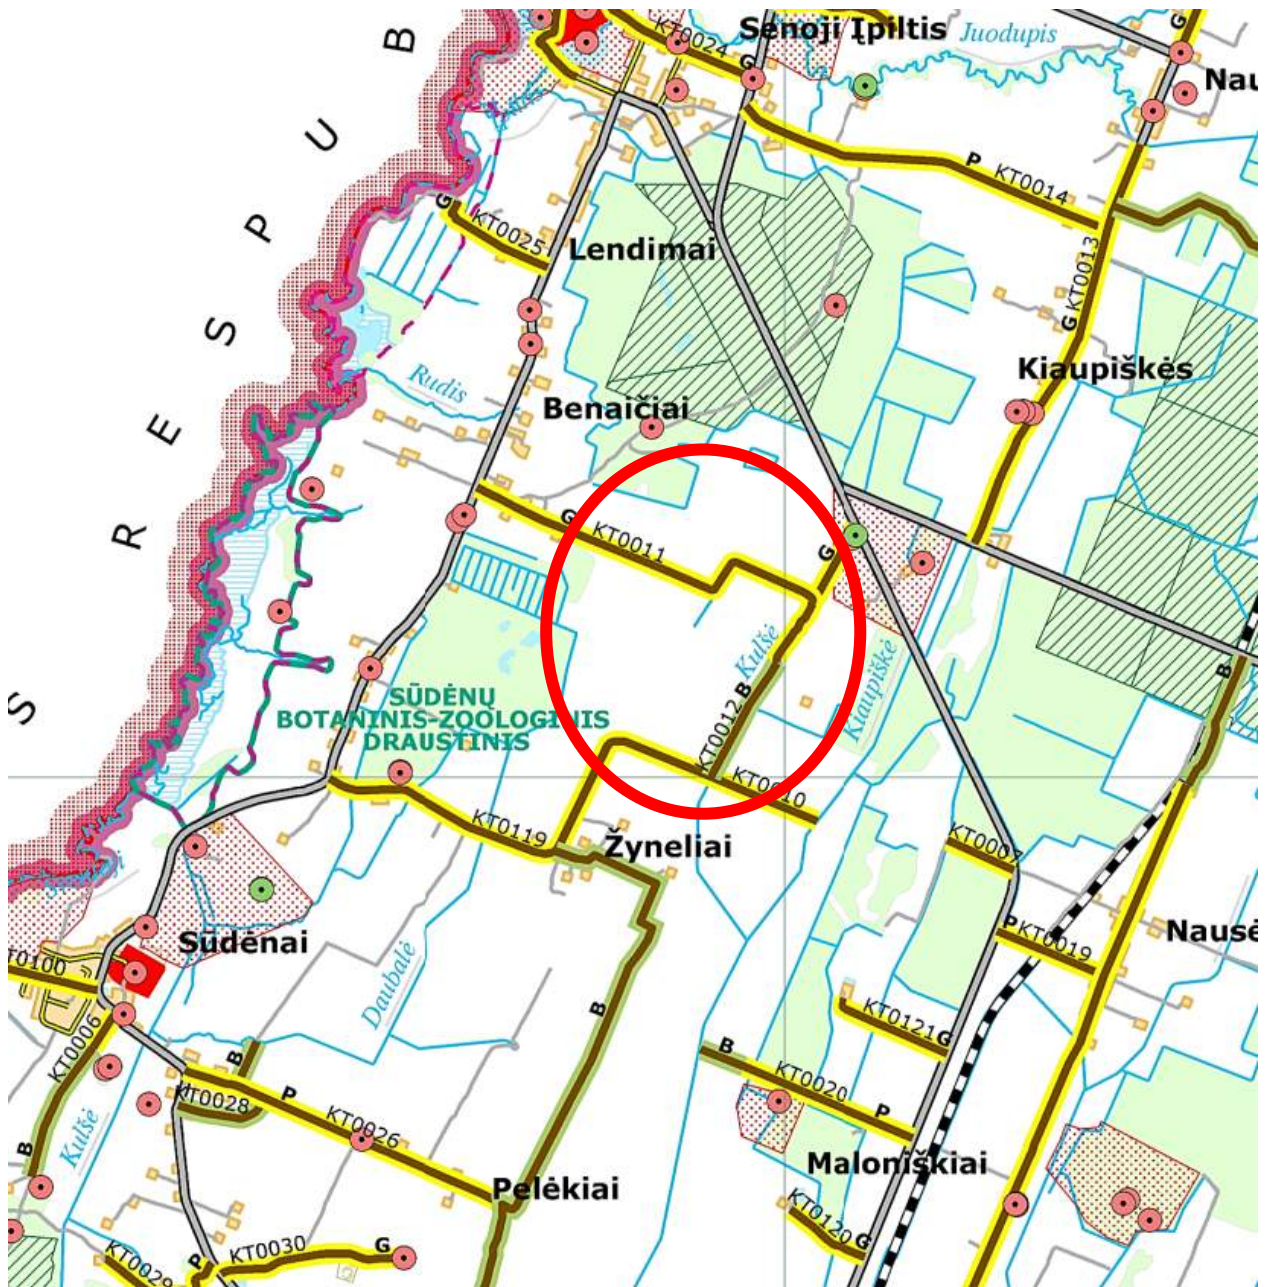 B
KT0024
G
Senoji Įpiltis
Juodupis
G
Nau
U
P
KT0014
P
G
KT0025
Lendimai
KT0013
G
S
Rudis
Kiaupiškės
E
Benaičiai
R
G
KT0011
G
Kulšė
Kiaupiškė
B
S
SŪDĖNŲ
BOTANINIS-ZOOLOGINIS
DRAUSTINIS
KT0012
B
KT0010
KT0119
Žyneliai
KT0007
Sūdėnai
P
KT0019
Nausė
T0100
Daubalė
B
KT0121
G
KT0006
B
B
KT0020
P
KT0028
P
KT0026
Kulšė
B
Maloniškiai
Pelėkiai
KT0120
G
KT0030
G
P
KT0029